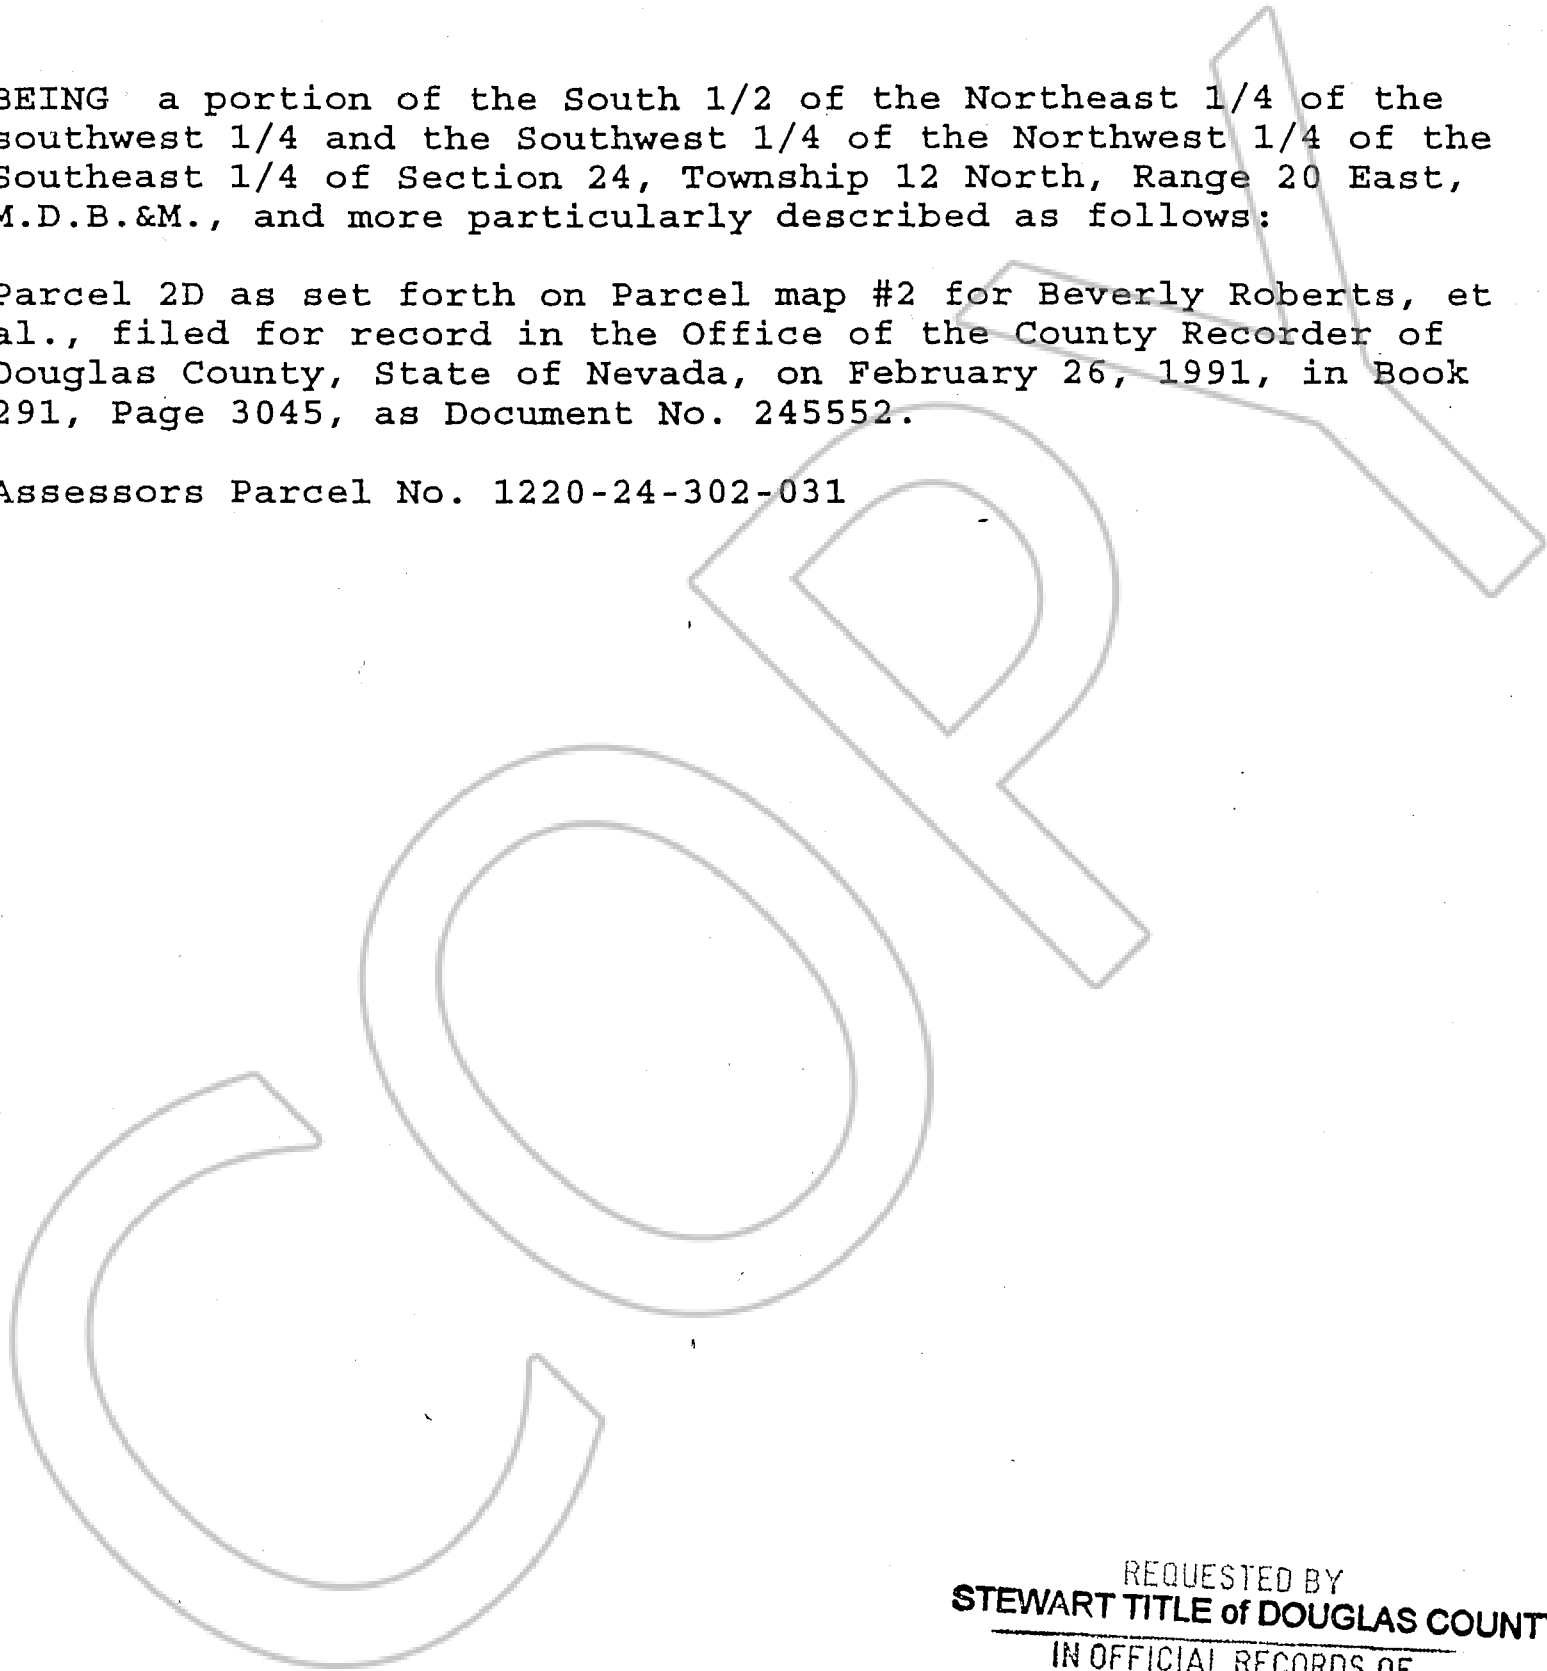 BEING a portion of the South 1/2 of the Northeast 1/4 of the
southwest 1/4 and the Southwest 1/4 of the Northwest 1/4 of the
Southeast 1/4 of Section 24, Township 12 North, Range 20 East,
M.D.B.&M., and more particularly described as follows:
Parcel 2D as set forth on Parcel map #2 for Beverly Roberts, et
al., filed for record in the Office of the County Recorder of
Douglas County, State of Nevada, on February 26, 1991, in Book
291, Page 3045, as Document No. 245552.
Assessors Parcel No. 1220-24-302-031
COPY
REQUESTED BY
STEWART TITLE of DOUGLAS COUNT
IN OFFICIAL RECORDS OF